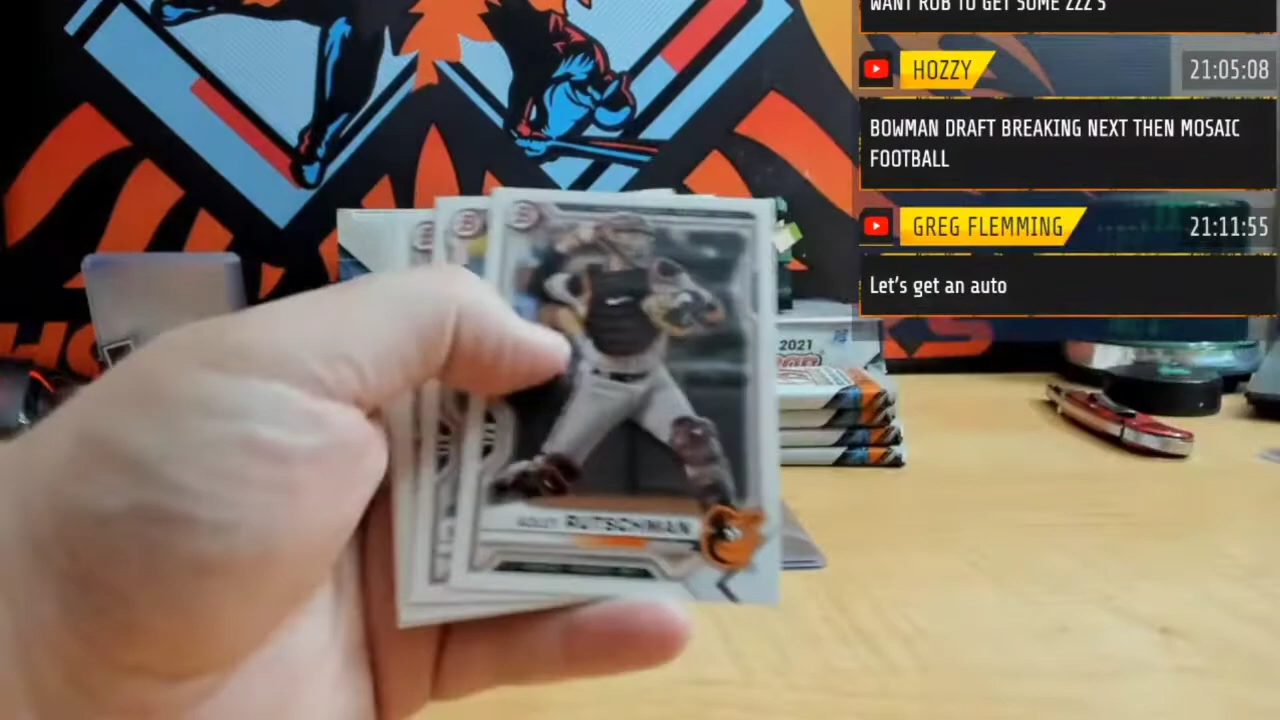 WANT ROB TO GET SOME ZZZ'S
HOZZY
21:05:08
BOWMAN DRAFT BREAKING NEXT THEN MOSAIC
FOOTBALL
GREG FLEMMING
21:11:55
Let's get an auto
2021
ADLEY RUTSCHMAN